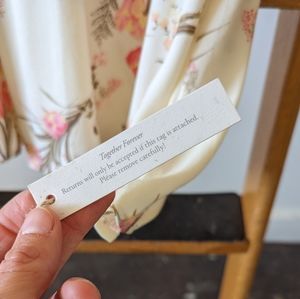 Together Forever
Returns will only be accepted if this tag is attached.
Please remove carefully!